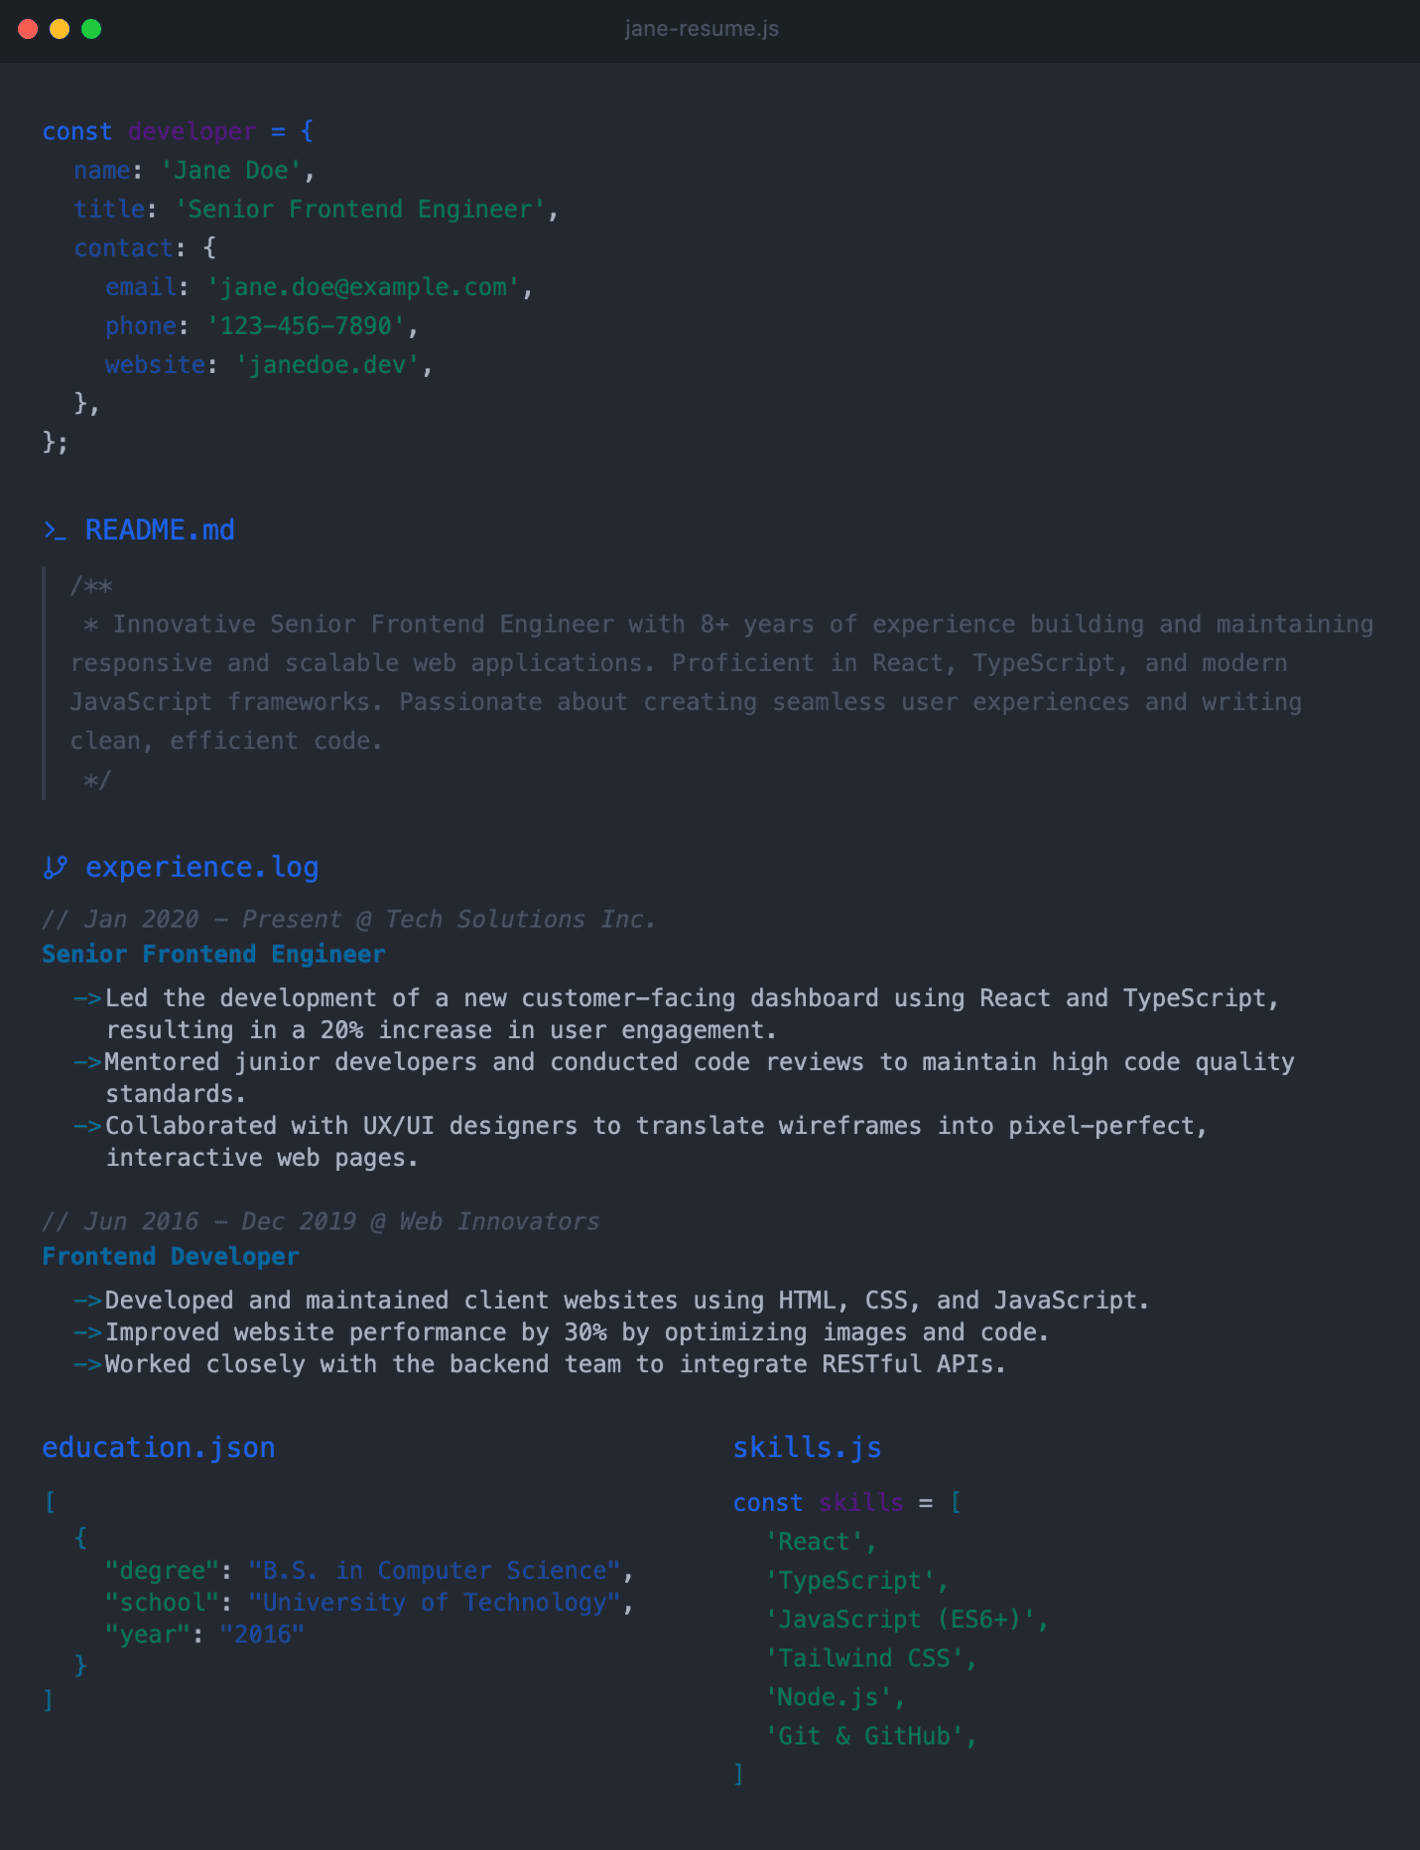 jane-resume.js
const developer = {
name: 'Jane Doe',
title: 'Senior Frontend Engineer',
contact: {
email: 'jane.doe@example.com',
phone: '123-456-7890',
website: 'janedoe.dev',
},
};
>_ README.md
/**
* Innovative Senior Frontend Engineer with 8+ years of experience building and maintaining
responsive and scalable web applications. Proficient in React, TypeScript, and modern
JavaScript frameworks. Passionate about creating seamless user experiences and writing
clean, efficient code.
*/
experience.log
// Jan 2020 - Present @ Tech Solutions Inc.
Senior Frontend Engineer
->Led the development of a new customer-facing dashboard using React and TypeScript,
resulting in a 20% increase in user engagement.
->Mentored junior developers and conducted code reviews to maintain high code quality
standards.
->Collaborated with UX/UI designers to translate wireframes into pixel-perfect,
interactive web pages.
// Jun 2016 - Dec 2019 @ Web Innovators
Frontend Developer
->Developed and maintained client websites using HTML, CSS, and JavaScript.
->Improved website performance by 30% by optimizing images and code.
->Worked closely with the backend team to integrate RESTful APIs.
education.json
[
{
"degree": "B.S. in Computer Science",
"school": "University of Technology",
"year": "2016"
}
]
skills.js
const skills = [
'React',
'TypeScript',
'JavaScript (ES6+)',
'Tailwind CSS',
'Node.js',
'Git & GitHub',
]